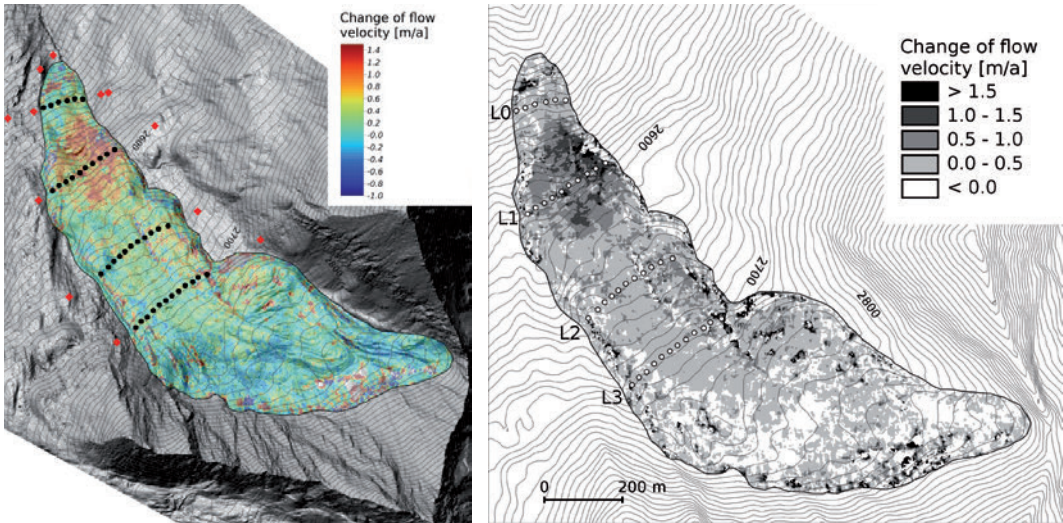 Change of flow
velocity [m/a]
1.4
1.2
1.0
0.8
0.6
0.4
0.2
-0.0
-0.2
-0.4
-0.6
-0.8
-1.0
2600
2700
Change of flow
velocity [m/a]
> 1.5
1.0 - 1.5
0.5 - 1.0
0.0 - 0.5
< 0.0
L0
2600
L1
2700
2800
L2
L3
0 200 m